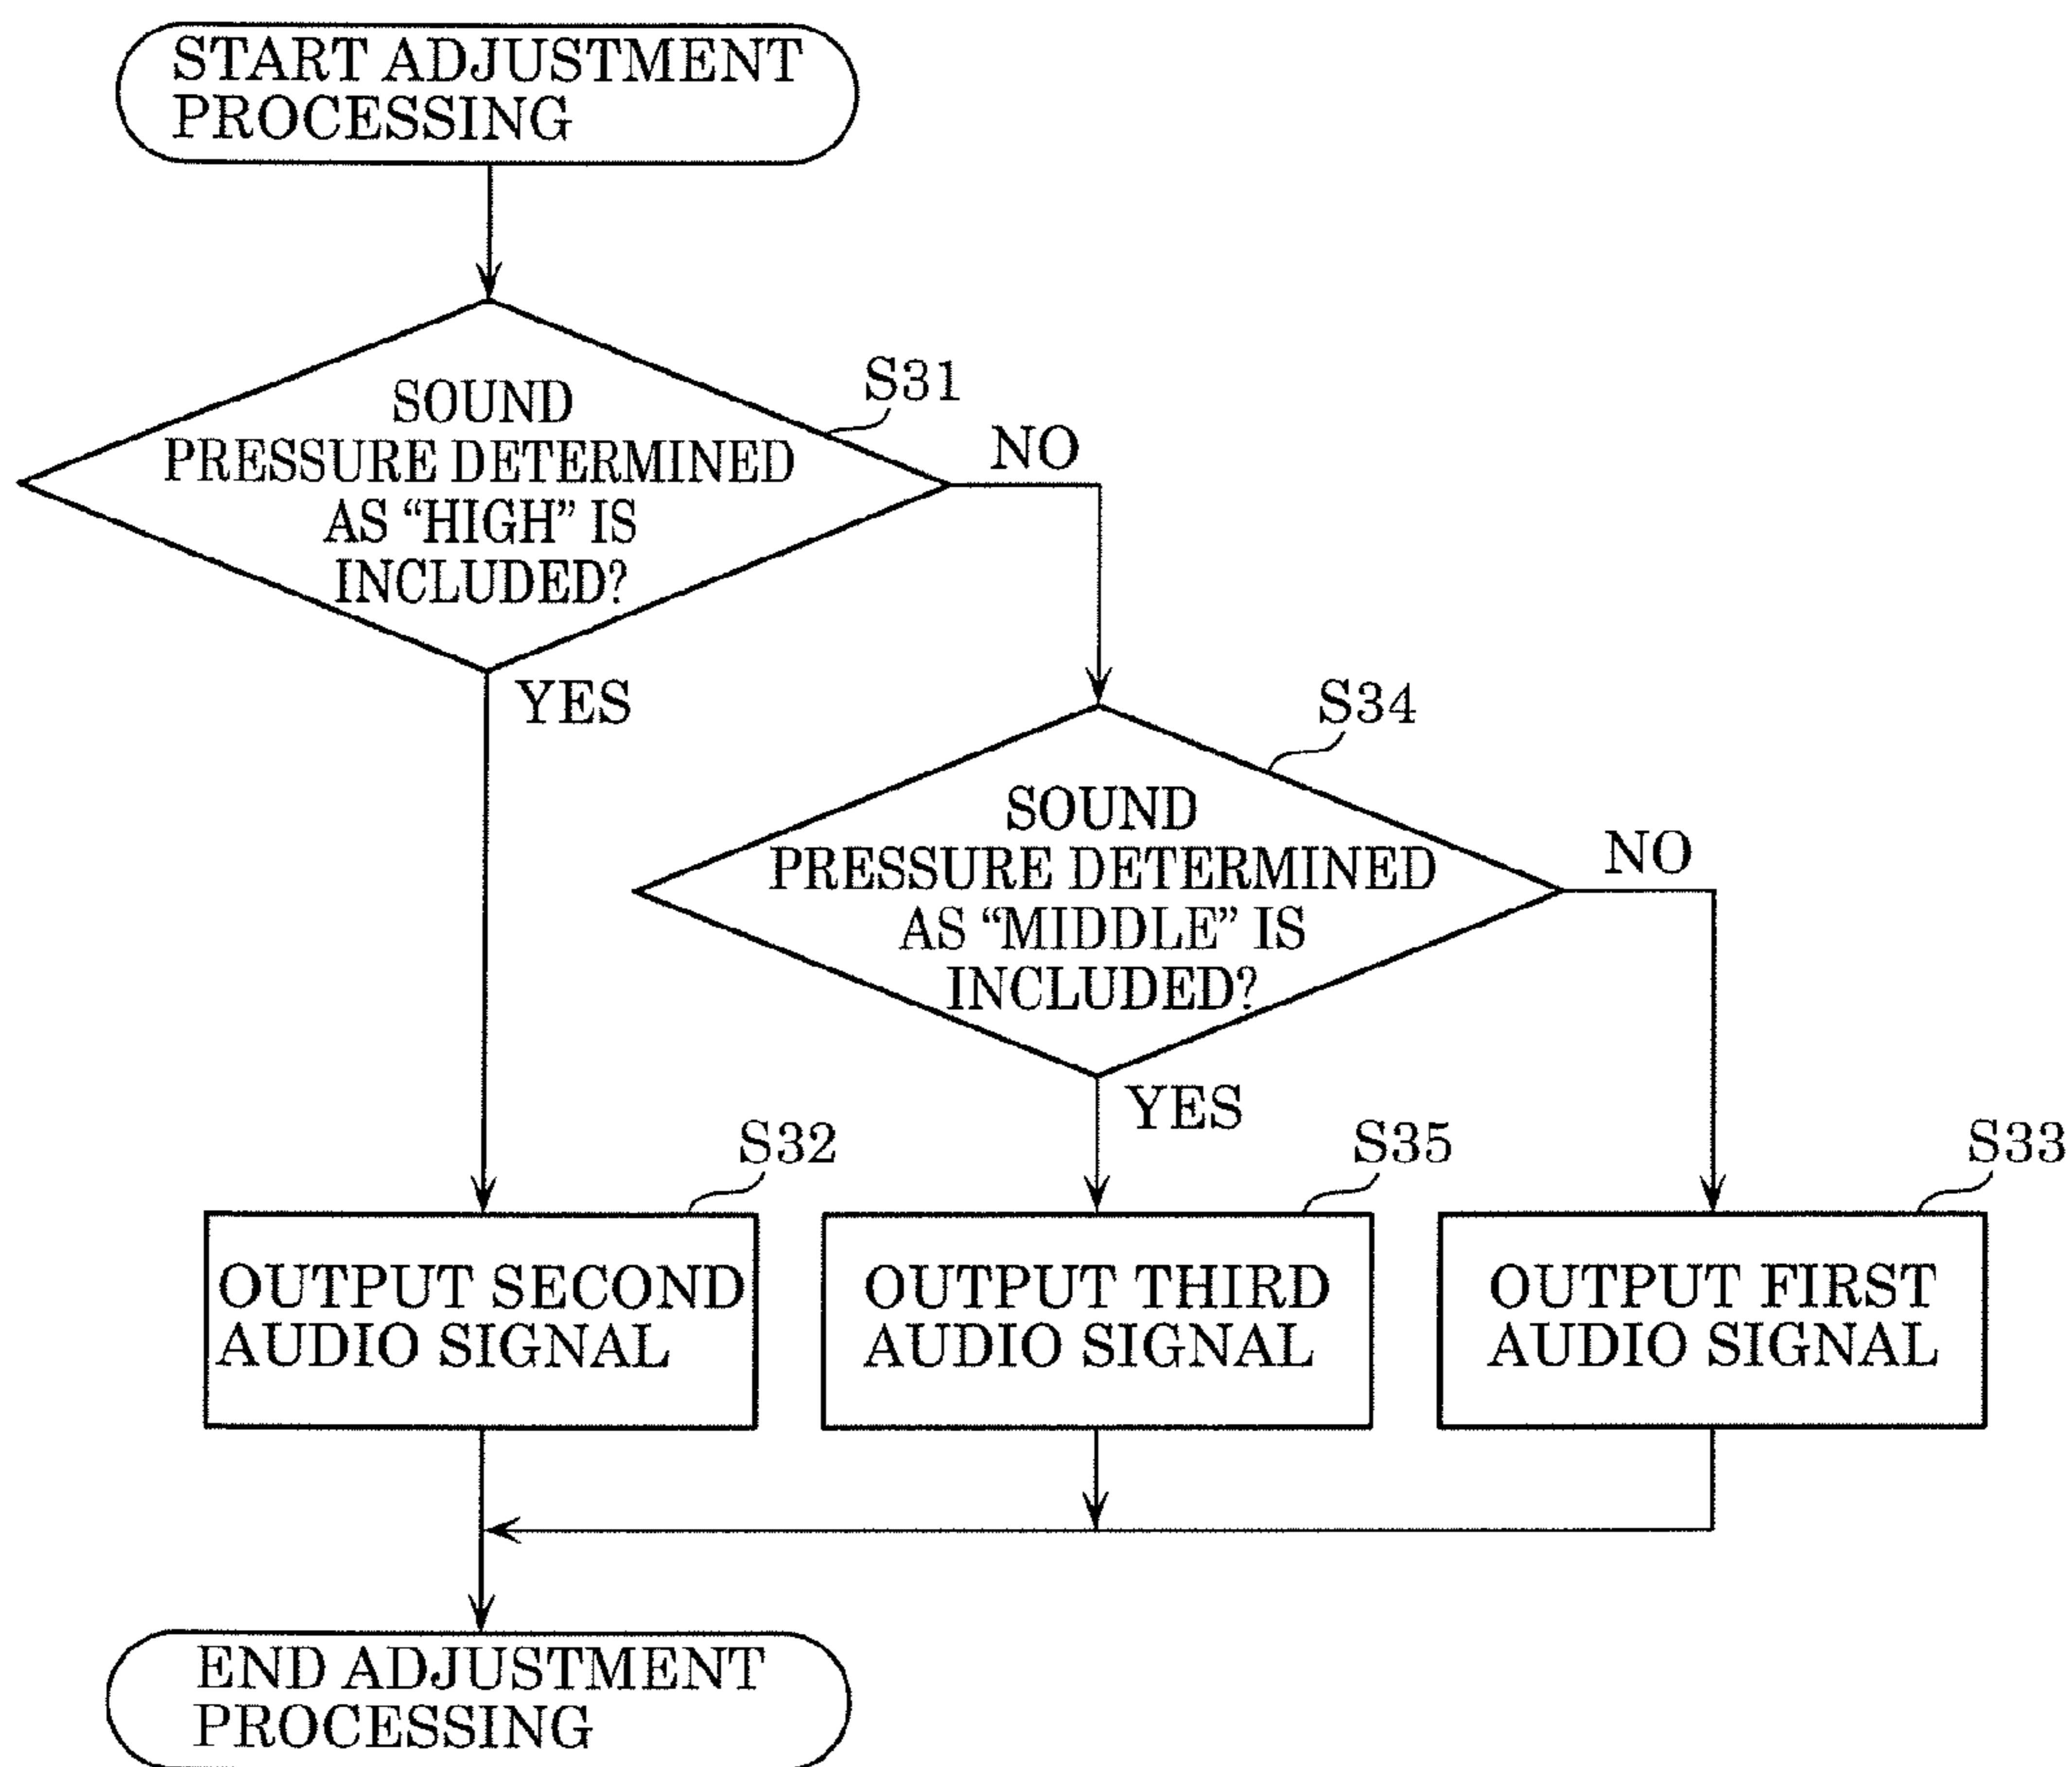 START ADJUSTMENT
PROCESSING
S31
SOUND
PRESSURE DETERMINED
AS “HIGH” IS
INCLUDED?
NO
YES
S34
SOUND
PRESSURE DETERMINED
AS “MIDDLE” IS
INCLUDED?
NO
YES
S32
OUTPUT SECOND
AUDIO SIGNAL
S35
OUTPUT THIRD
AUDIO SIGNAL
S33
OUTPUT FIRST
AUDIO SIGNAL
END ADJUSTMENT
PROCESSING